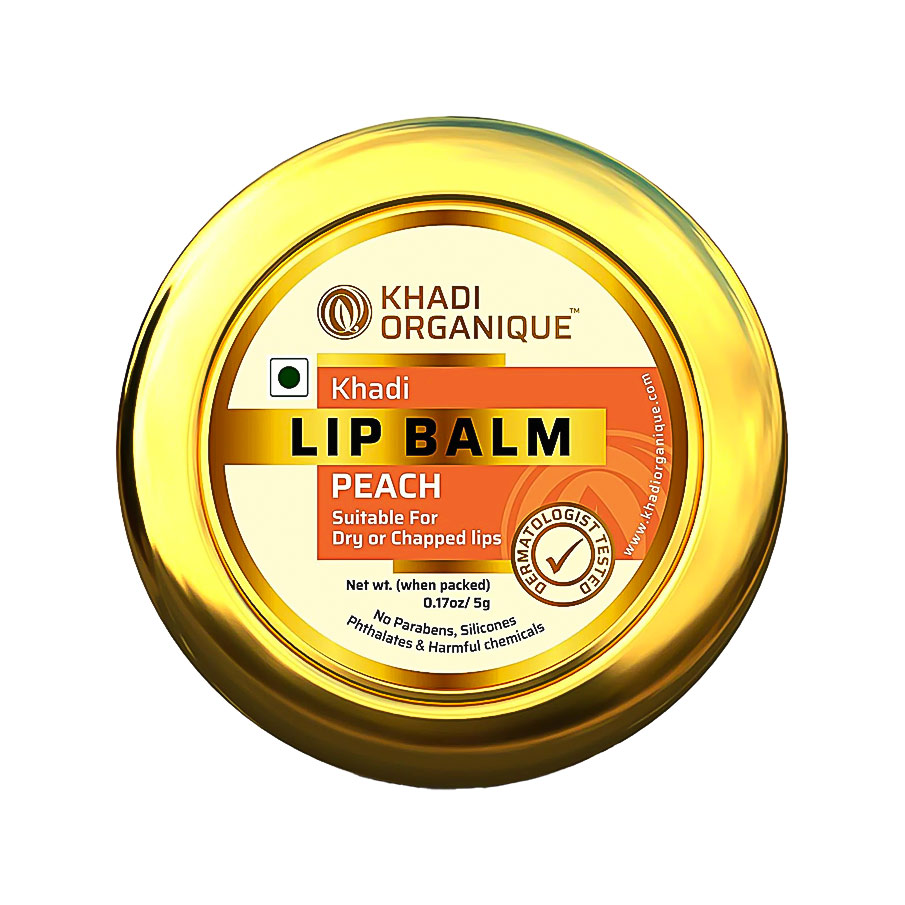 KHADI
ORGANIQUE™
Khadi
LIP BALM
PEACH
Suitable For
Dry or Chapped lips
www.khadiorganique.com
DERMATOLOGIST TESTED
Net wt. (when packed)
0.17oz/ 5g
No Parabens, Silicones
Phthalates & Harmful chemicals